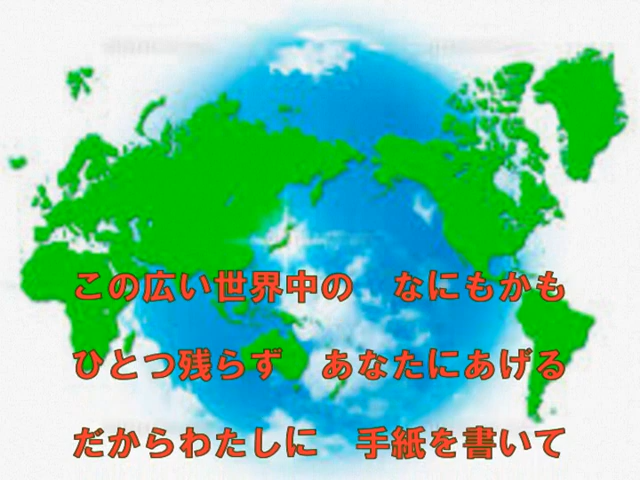 この広い世界中の　なにもかも
ひとつ残らず　あなたにあげる
だからわたしに　手紙を書いて